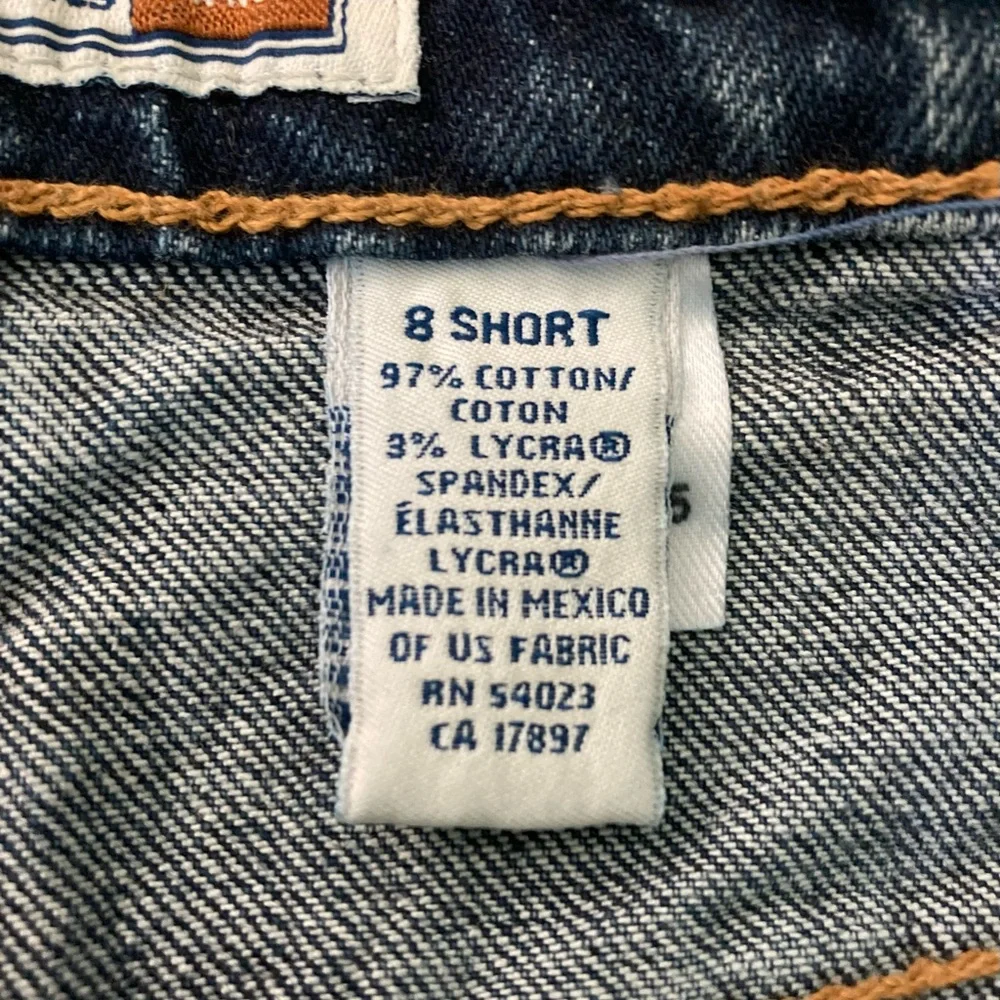 8 SHORT
97% COTTON/
COTON
3% LYCRA®
SPANDEX/
ÉLASTHANNE
LYCRA®
MADE IN MEXICO
OF US FABRIC
RN 54023
CA 17897
5